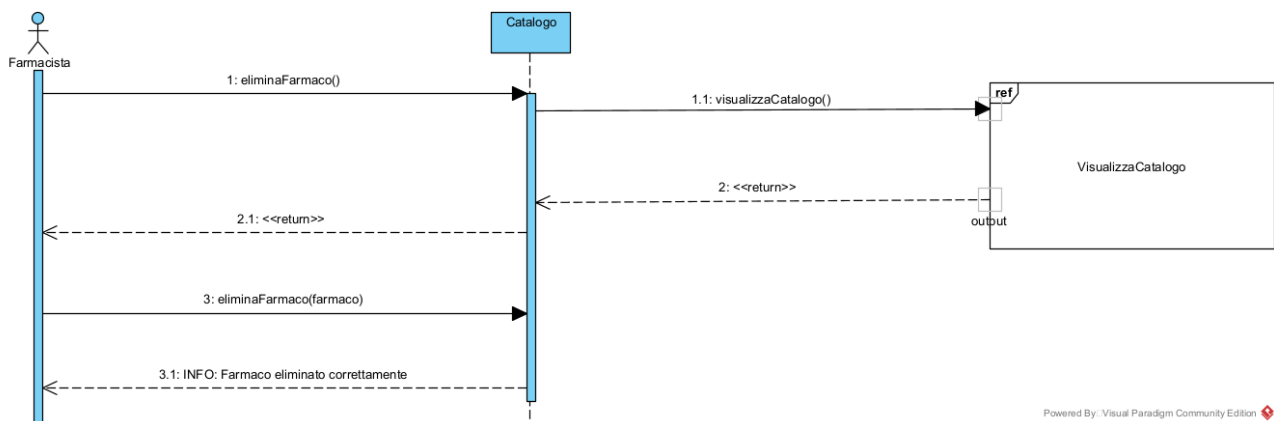 Catalogo
Farmacista
1: eliminaFarmaco()
1.1: visualizzaCatalogo()
ref
VisualizzaCatalogo
2: <<return>>
output
2.1: <<return>>
3: eliminaFarmaco(farmaco)
3.1: INFO: Farmaco eliminato correttamente
Powered By Visual Paradigm Community Edition